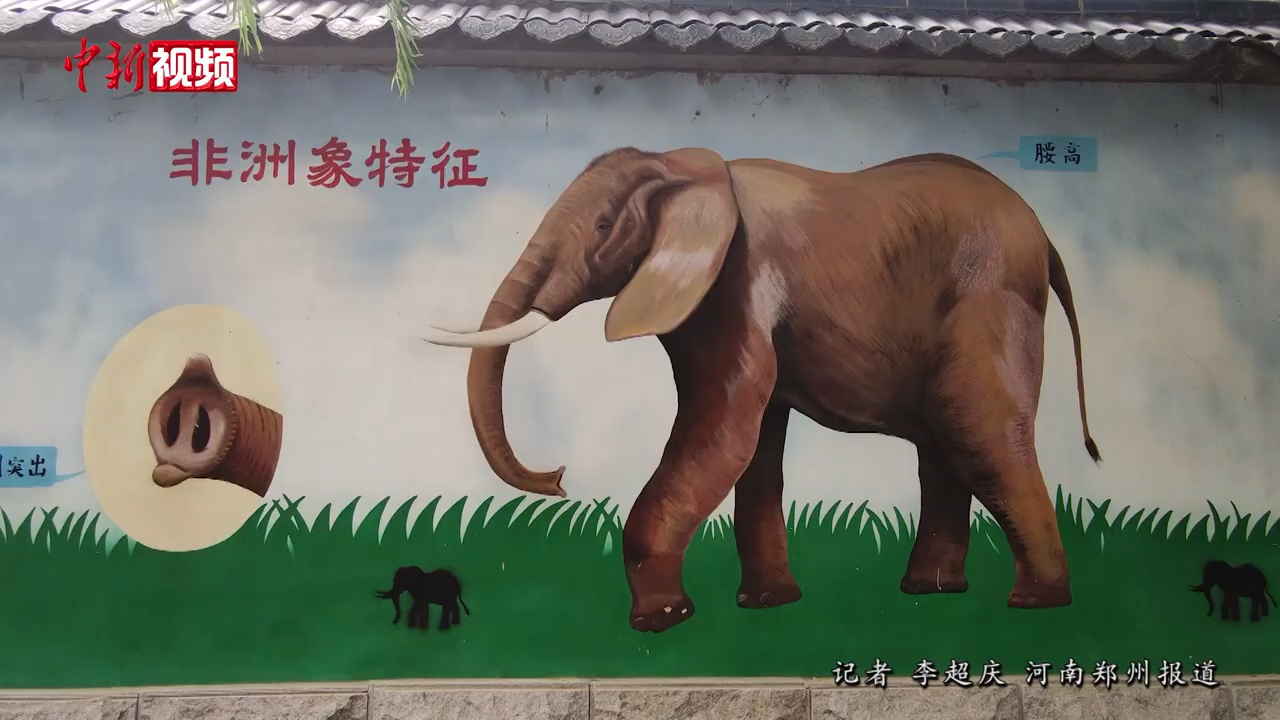 中新视频
非洲象特征
腰高
突出
记者 李超庆 河南郑州报道